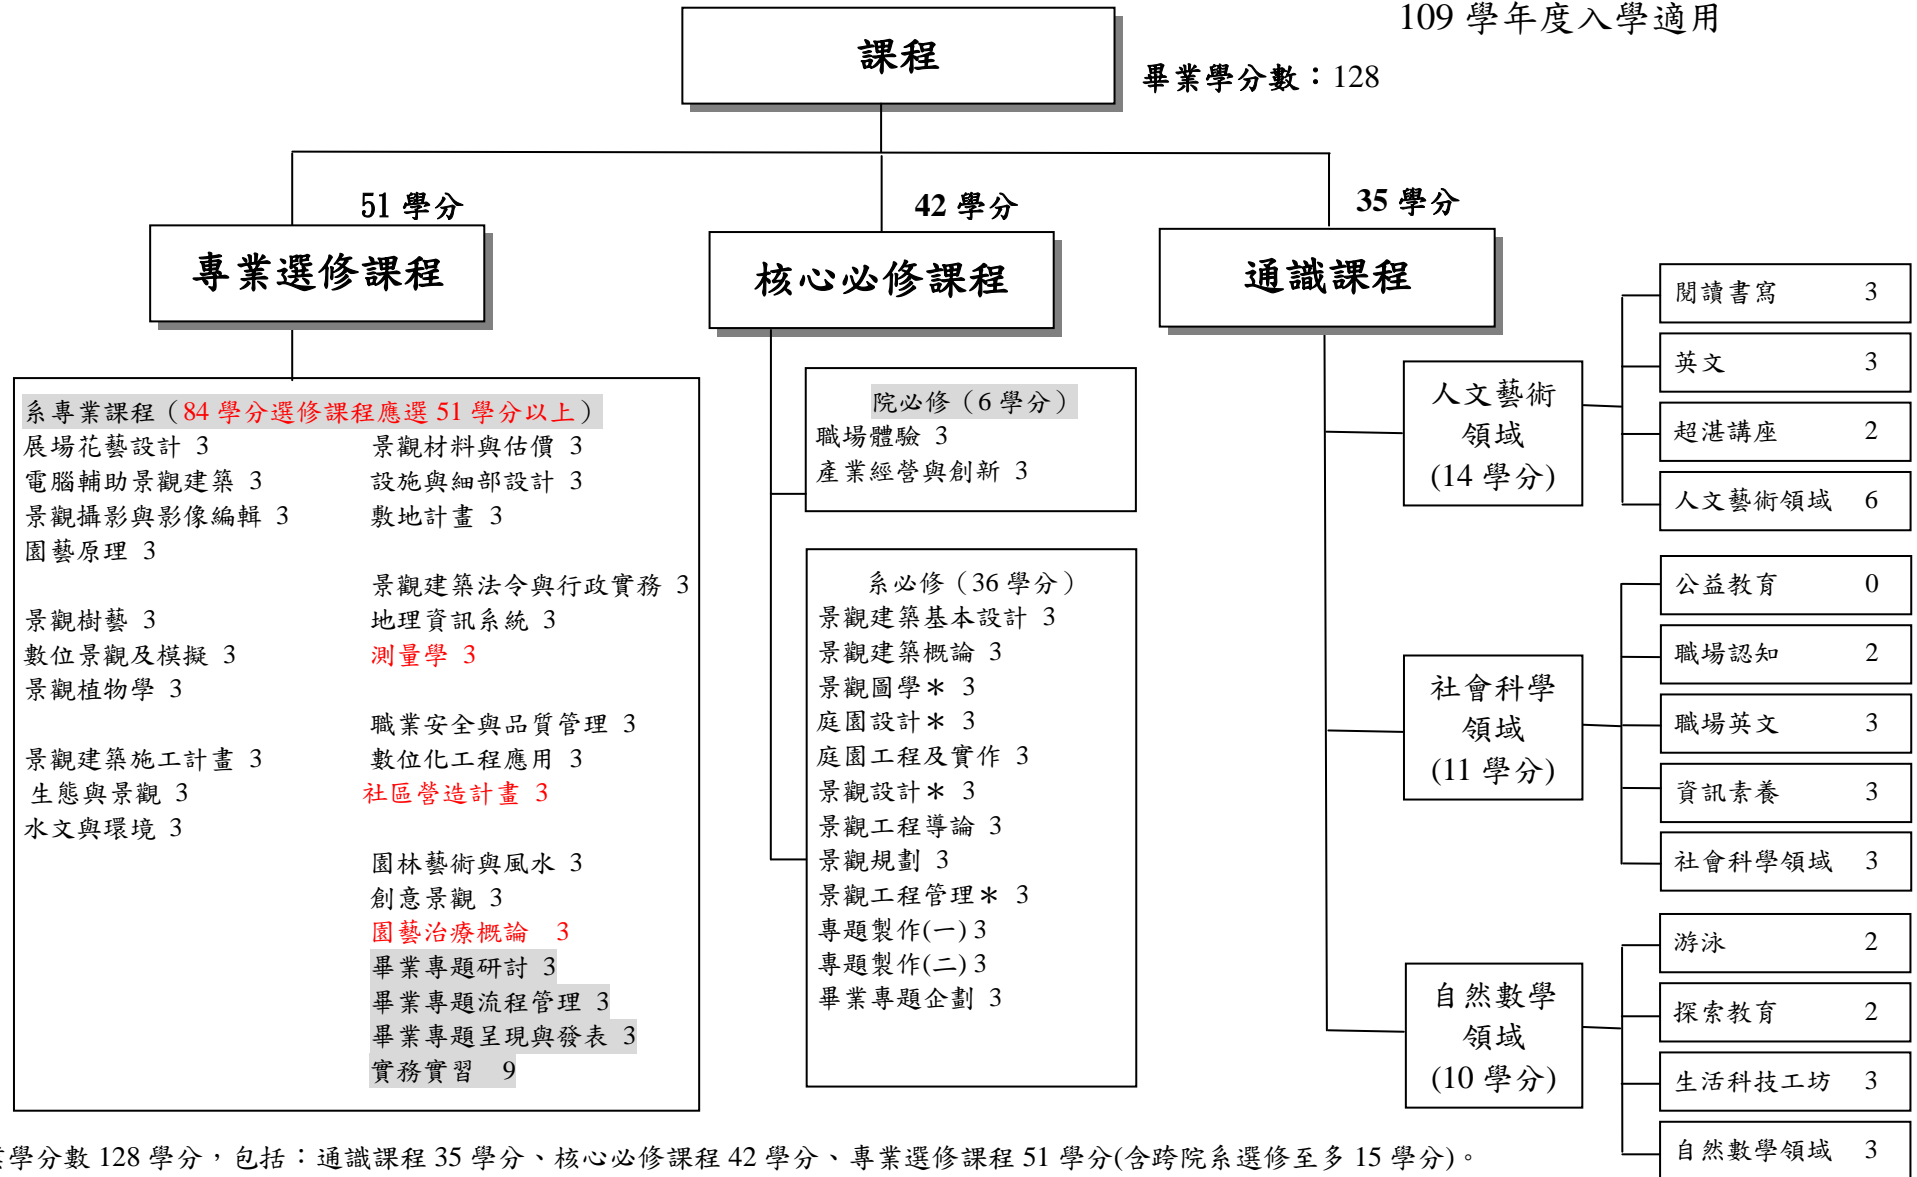 109 學年度入學適用
課程
畢業學分數：128
51 學分
42 學分
35 學分
專業選修課程
核心必修課程
通識課程
系專業課程（84 學分選修課程應選 51 學分以上）
展場花藝設計 3
景觀材料與估價 3
電腦輔助景觀建築 3
設施與細部設計 3
景觀攝影與影像編輯 3
敷地計畫 3
園藝原理 3
景觀建築法令與行政實務 3
景觀樹藝 3
地理資訊系統 3
數位景觀及模擬 3
測量學 3
景觀植物學 3
職業安全與品質管理 3
景觀建築施工計畫 3
數位化工程應用 3
生態與景觀 3
社區營造計畫 3
水文與環境 3
園林藝術與風水 3
創意景觀 3
園藝治療概論 3
畢業專題研討 3
畢業專題流程管理 3
畢業專題呈現與發表 3
實務實習 9
院必修（6 學分）
職場體驗 3
產業經營與創新 3
系必修（36 學分）
景觀建築基本設計 3
景觀建築概論 3
景觀圖學＊ 3
庭園設計＊ 3
庭園工程及實作 3
景觀設計＊ 3
景觀工程導論 3
景觀規劃 3
景觀工程管理＊ 3
專題製作(一) 3
專題製作(二) 3
畢業專題企劃 3
人文藝術
領域
(14 學分)
閱讀書寫 3
英文 3
超湛講座 2
人文藝術領域 6
社會科學
領域
(11 學分)
公益教育 0
職場認知 2
職場英文 3
資訊素養 3
社會科學領域 3
自然數學
領域
(10 學分)
游泳 2
探索教育 2
生活科技工坊 3
自然數學領域 3
學分數 128 學分，包括：通識課程 35 學分、核心必修課程 42 學分、專業選修課程 51 學分(含跨院系選修至多 15 學分)。